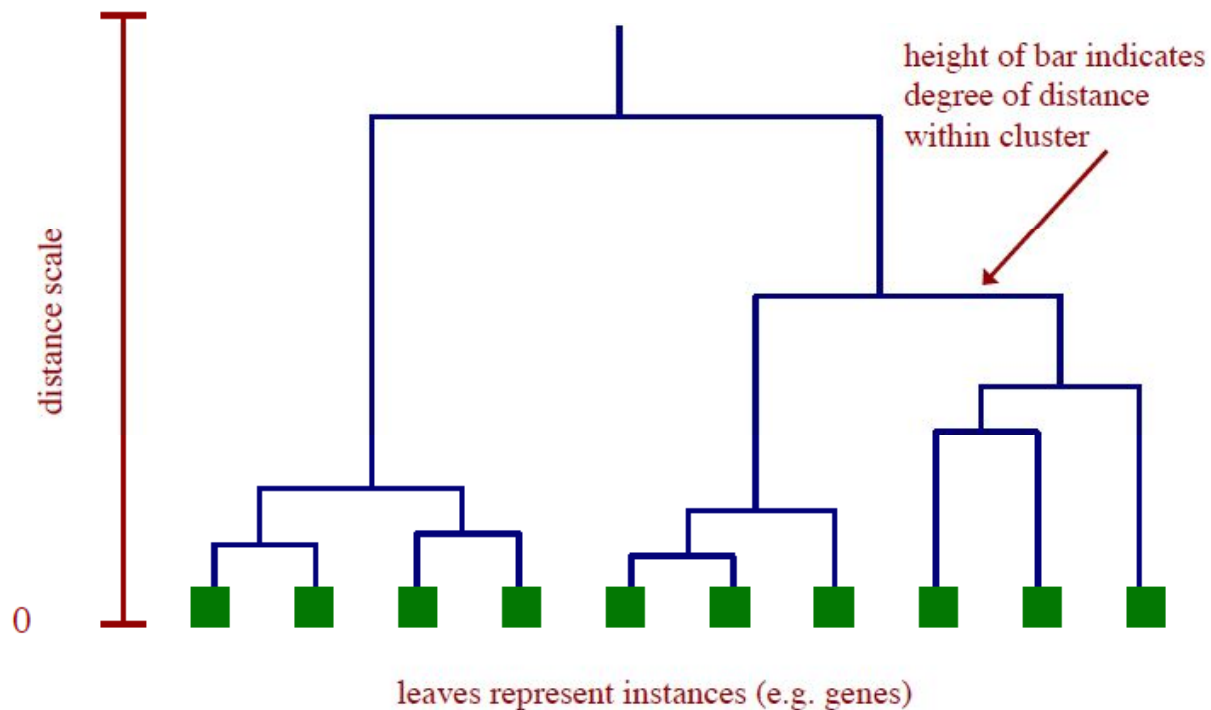 height of bar indicates
degree of distance
within cluster
distance scale
0
leaves represent instances (e.g. genes)